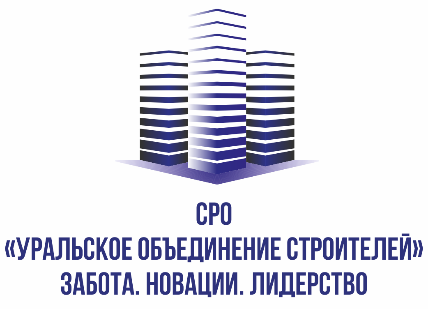 СРО
«УРАЛЬСКОЕ ОБЪЕДИНЕНИЕ СТРОИТЕЛЕЙ»
ЗАБОТА. НОВАЦИИ. ЛИДЕРСТВО